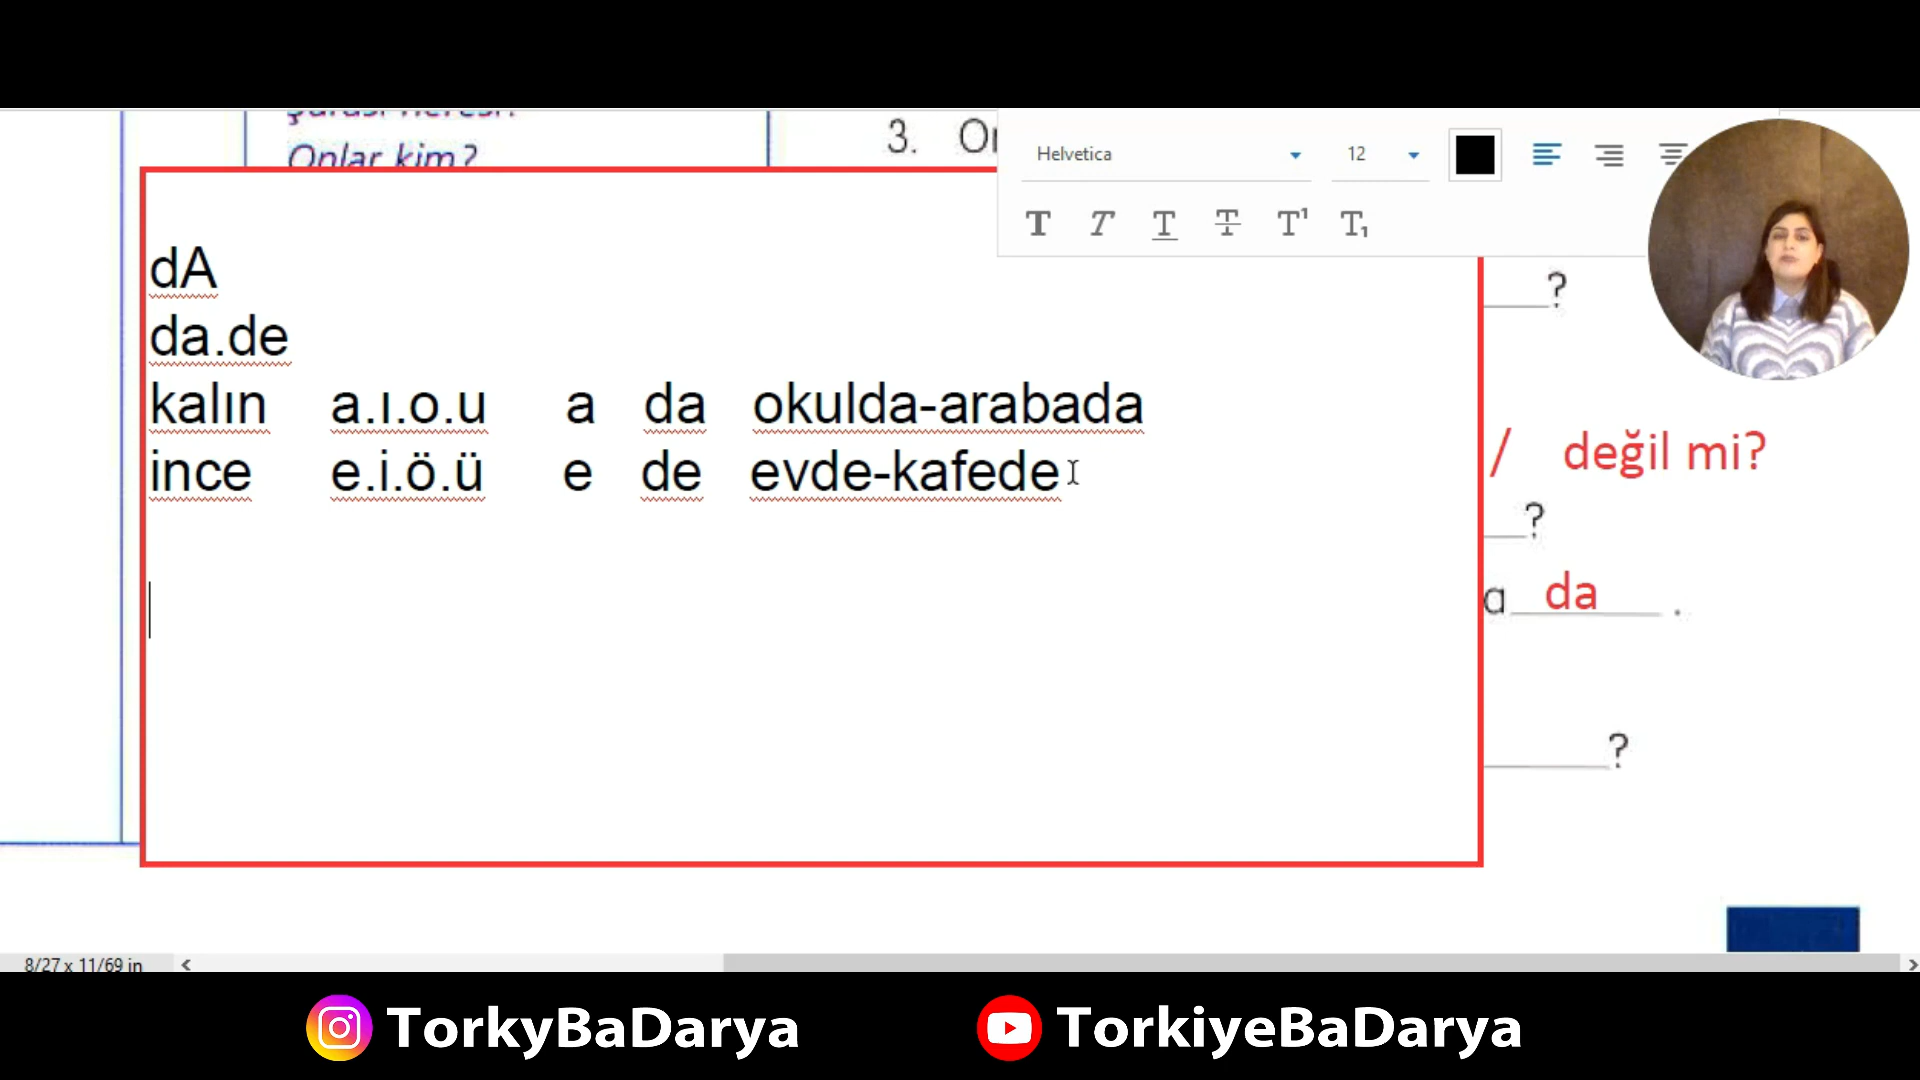 Onlar kim?
3.
Helvetica
12
dA
da.de
kalın a.ı.o.u a da okulda-arabada
ince e.i.ö.ü e de evde-kafede
?
/ değil mi?
?
a da .
?
8/27 x 11/69 in
TorkyBaDarya
TorkiyeBaDarya